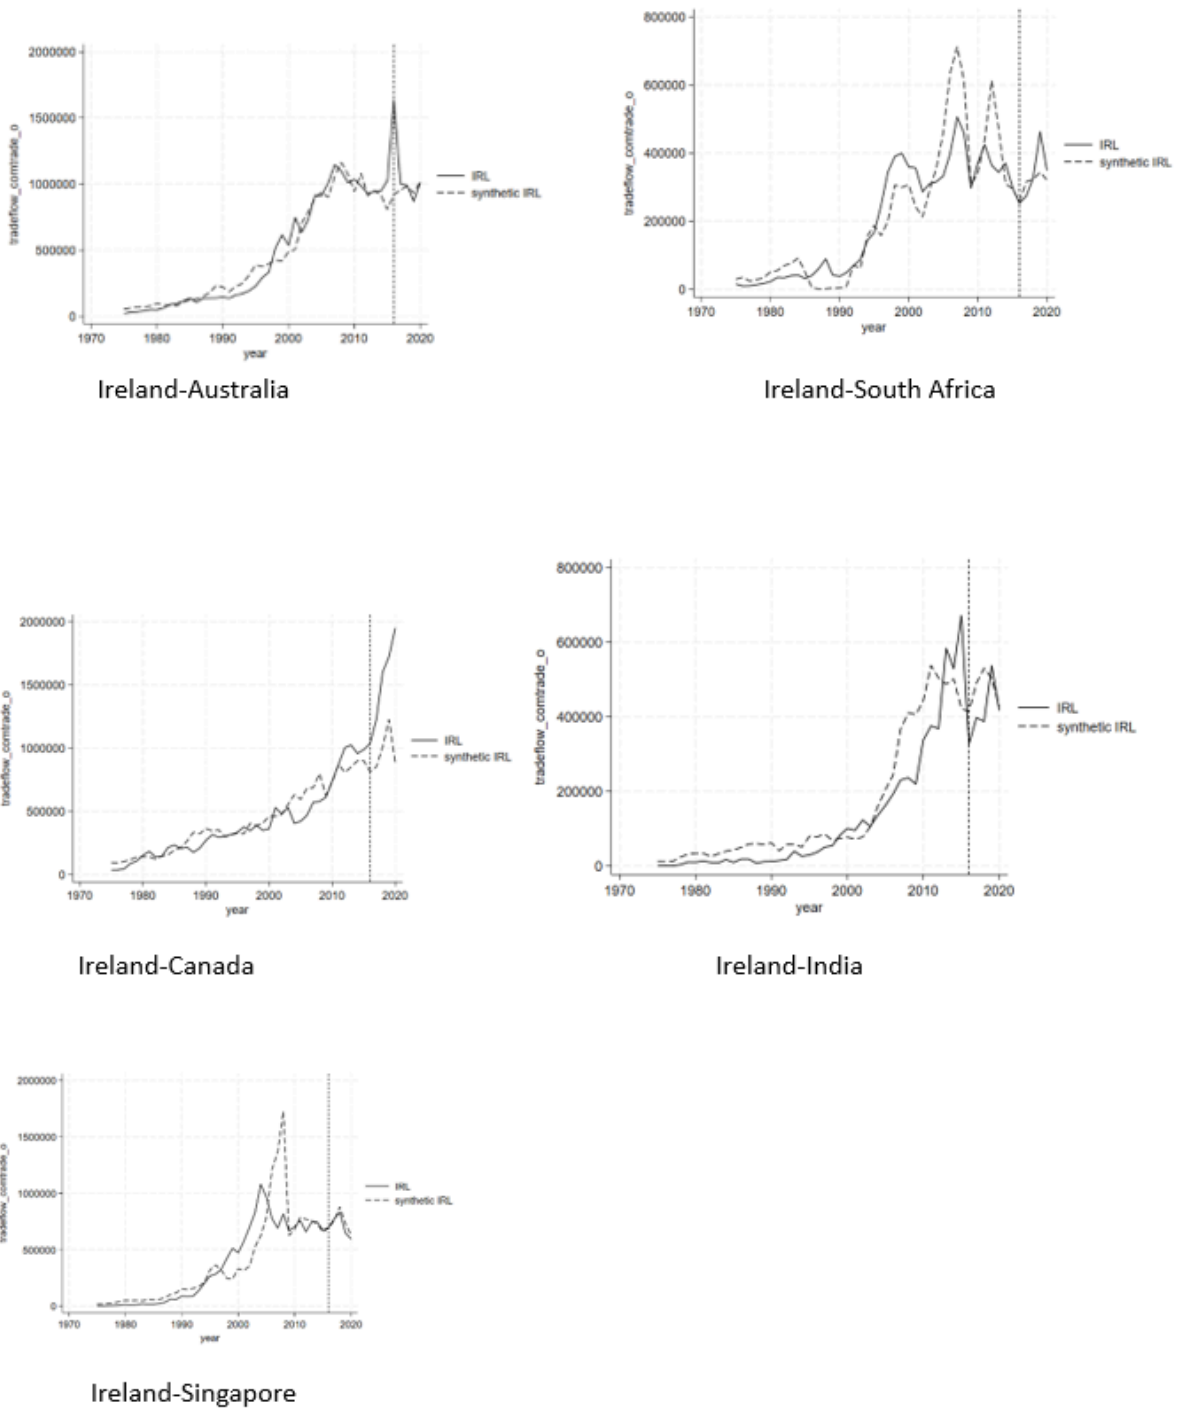 2000000
1500000
1000000
500000
0
tradeflow_comtrade_o
1970 1980 1990 2000 2010 2020
year
IRL
synthetic IRL
Ireland-Australia
800000
600000
400000
200000
0
tradeflow_comtrade_o
1970 1980 1990 2000 2010 2020
year
IRL
synthetic IRL
Ireland-South Africa
2000000
1500000
1000000
500000
0
tradeflow_comtrade_o
1970 1980 1990 2000 2010 2020
year
IRL
synthetic IRL
Ireland-Canada
800000
600000
400000
200000
0
tradeflow_comtrade_o
1970 1980 1990 2000 2010 2020
year
IRL
synthetic IRL
Ireland-India
2000000
1500000
1000000
500000
0
tradeflow_comtrade_o
1970 1980 1990 2000 2010 2020
year
IRL
synthetic IRL
Ireland-Singapore